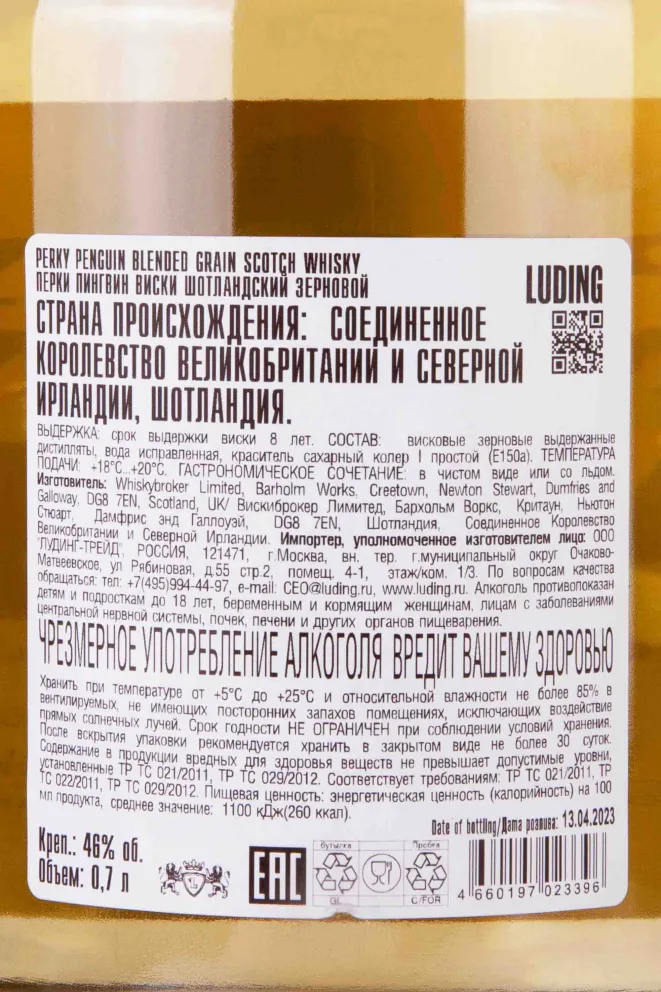 PERKY PENGUIN BLENDED GRAIN SCOTCH WHISKY
ПЕРКИ ПИНГВИН ВИСКИ ШОТЛАНДСКИЙ ЗЕРНОВОЙ
LUDING
СТРАНА ПРОИСХОЖДЕНИЯ: СОЕДИНЕННОЕ
КОРОЛЕВСТВО ВЕЛИКОБРИТАНИИ И СЕВЕРНОЙ
ИРЛАНДИИ, ШОТЛАНДИЯ.
ВЫДЕРЖКА: срок выдержки виски 8 лет. СОСТАВ: висковые зерновые выдержанные
дистилляты, вода исправленная, краситель сахарный колер I простой (Е150а). ТЕМПЕРАТУРА
ПОДАЧИ: +18°С...+20°С. ГАСТРОНОМИЧЕСКОЕ СОЧЕТАНИЕ: в чистом виде или со льдом.
Изготовитель: Whiskybroker Limited, Barholm Works, Creetown, Newton Stewart, Dumfries and
Galloway, DG8 7EN, Scotland, UK/ Вискиброкер Лимитед, Бархольм Воркс, Критаун, Ньютон
Стюарт, Дамфрис энд Галлоуэй, DG8 7EN, Шотландия, Соединенное Королевство
Великобритании и Северной Ирландии. Импортер, уполномоченное изготовителем лицо: ООО
"ЛУДИНГ-ТРЕЙД", РОССИЯ, 121471, г.Москва, вн. тер. г.муниципальный округ Очаково-
Матвеевское, ул Рябиновая, д.55 стр.2, помещ. 4-1, этаж/ком. 1/3. По вопросам качества
обращаться: тел: +7(495)994-44-97, e-mail: CEO@luding.ru, www.luding.ru. Алкоголь противопоказан
детям и подросткам до 18 лет, беременным и кормящим женщинам, лицам с заболеваниями
центральной нервной системы, почек, печени и других органов пищеварения.
ЧРЕЗМЕРНОЕ УПОТРЕБЛЕНИЕ АЛКОГОЛЯ ВРЕДИТ ВАШЕМУ ЗДОРОВЬЮ
Хранить при температуре от +5°С до +25°С и относительной влажности не более 85% в
вентилируемых, не имеющих посторонних запахов помещениях, исключающих воздействие
прямых солнечных лучей. Срок годности НЕ ОГРАНИЧЕН при соблюдении условий хранения.
После вскрытия упаковки рекомендуется хранить в закрытом виде не более 30 суток.
Содержание в продукции вредных для здоровья веществ не превышает допустимые уровни,
установленные ТР ТС 021/2011, ТР ТС 029/2012. Соответствует требованиям: ТР ТС 021/2011, ТР
ТС 022/2011, ТР ТС 029/2012. Пищевая ценность: энергетическая ценность (калорийность) на 100
мл продукта, среднее значение: 1100 кДж(260 ккал).
Date of bottling/Дата розлива: 13.04.2023
Креп.: 46% об.
Объем: 0,7 л
EAC
бутылка
GL
Пробка
C/FOR
4 660197 023396